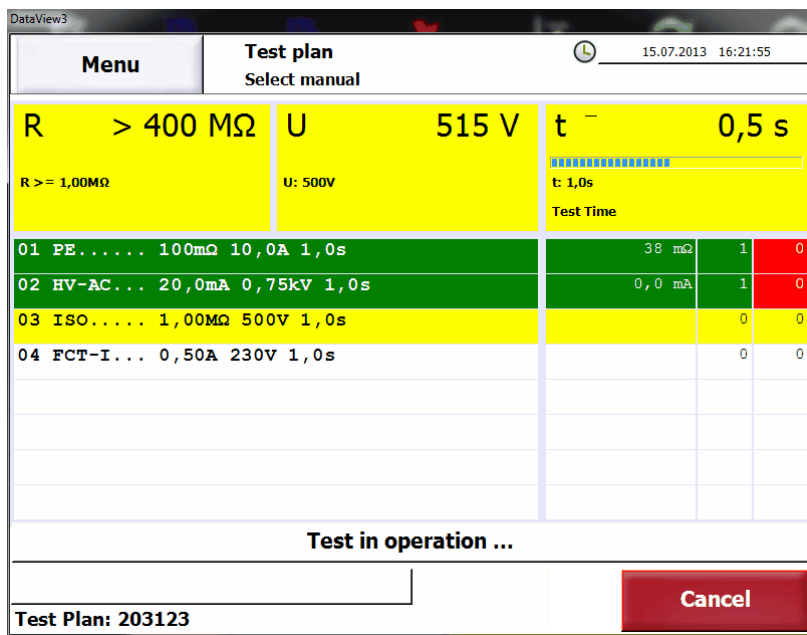 DataView3
Menu
Test plan
Select manual
15.07.2013 16:21:55
R > 400 MΩ
R >= 1,00MΩ
U 515 V
U: 500V
t 0,5 s
t: 1,0s
Test Time
01 PE...... 100mΩ 10,0A 1,0s 38 mΩ 1 0
02 HV-AC... 20,0mA 0,75kV 1,0s 0,0 mA 1 0
03 ISO..... 1,00MΩ 500V 1,0s 0 0
04 FCT-I... 0,50A 230V 1,0s 0 0
Test in operation ...
Cancel
Test Plan: 203123